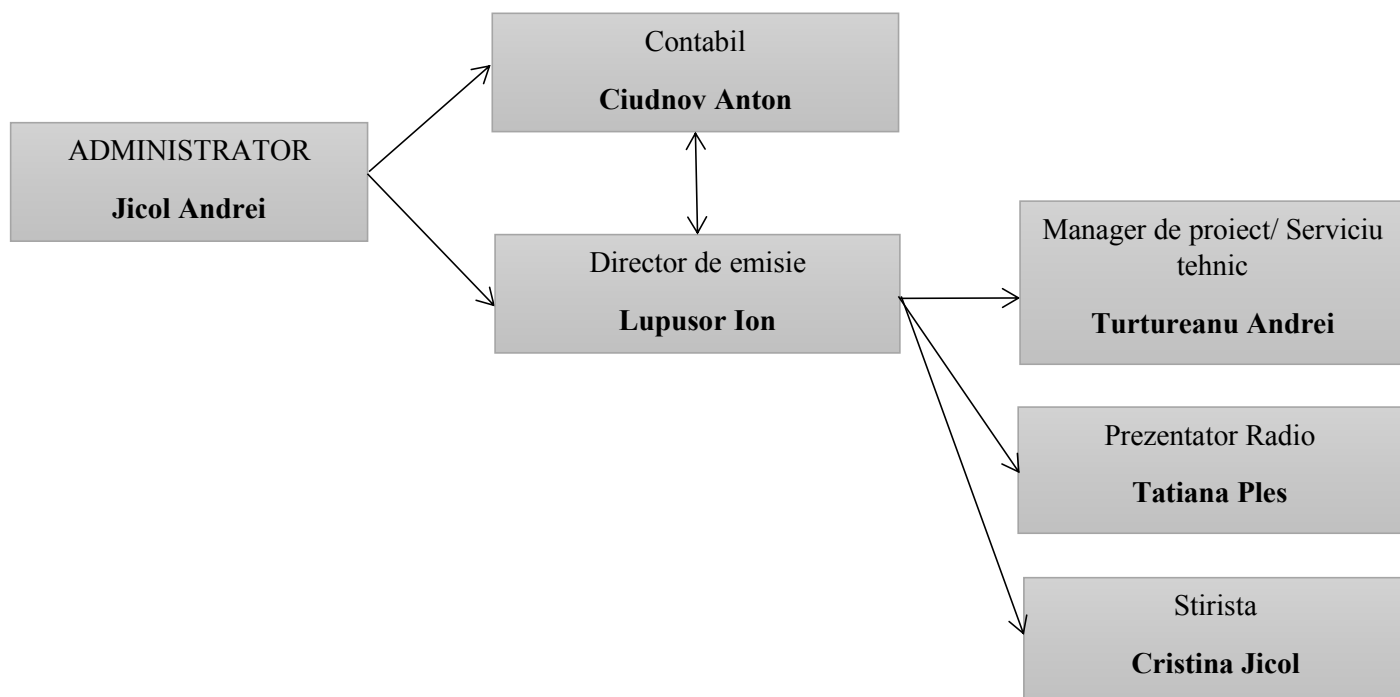 Contabil
Ciudnov Anton
ADMINISTRATOR
Jicol Andrei
Director de emisie
Lupusor Ion
Manager de proiect/ Serviciu
tehnic
Turtureanu Andrei
Prezentator Radio
Tatiana Ples
Stirista
Cristina Jicol